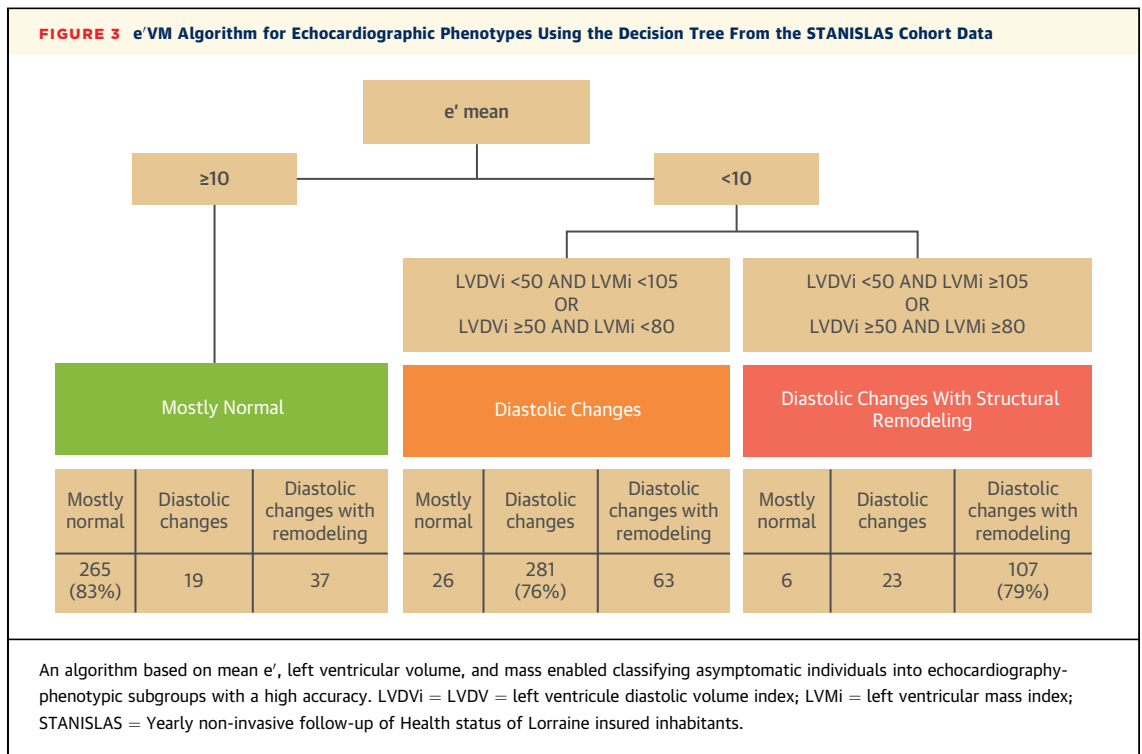 FIGURE 3 e′VM Algorithm for Echocardiographic Phenotypes Using the Decision Tree From the STANISLAS Cohort Data
e' mean
≥10
<10
LVDVi <50 AND LVMi <105
OR
LVDVi ≥50 AND LVMi <80
LVDVi <50 AND LVMi ≥105
OR
LVDVi ≥50 AND LVMi ≥80
Mostly Normal
Diastolic Changes
Diastolic Changes With Structural
Remodeling
Mostly
normal
Diastolic
changes
Diastolic
changes with
remodeling
265
(83%)
19
37
Mostly
normal
Diastolic
changes
Diastolic
changes with
remodeling
26
281
(76%)
63
Mostly
normal
Diastolic
changes
Diastolic
changes with
remodeling
6
23
107
(79%)
An algorithm based on mean e′, left ventricular volume, and mass enabled classifying asymptomatic individuals into echocardiography-
phenotypic subgroups with a high accuracy. LVDVi = LVDV = left ventricule diastolic volume index; LVMi = left ventricular mass index;
STANISLAS = Yearly non-invasive follow-up of Health status of Lorraine insured inhabitants.